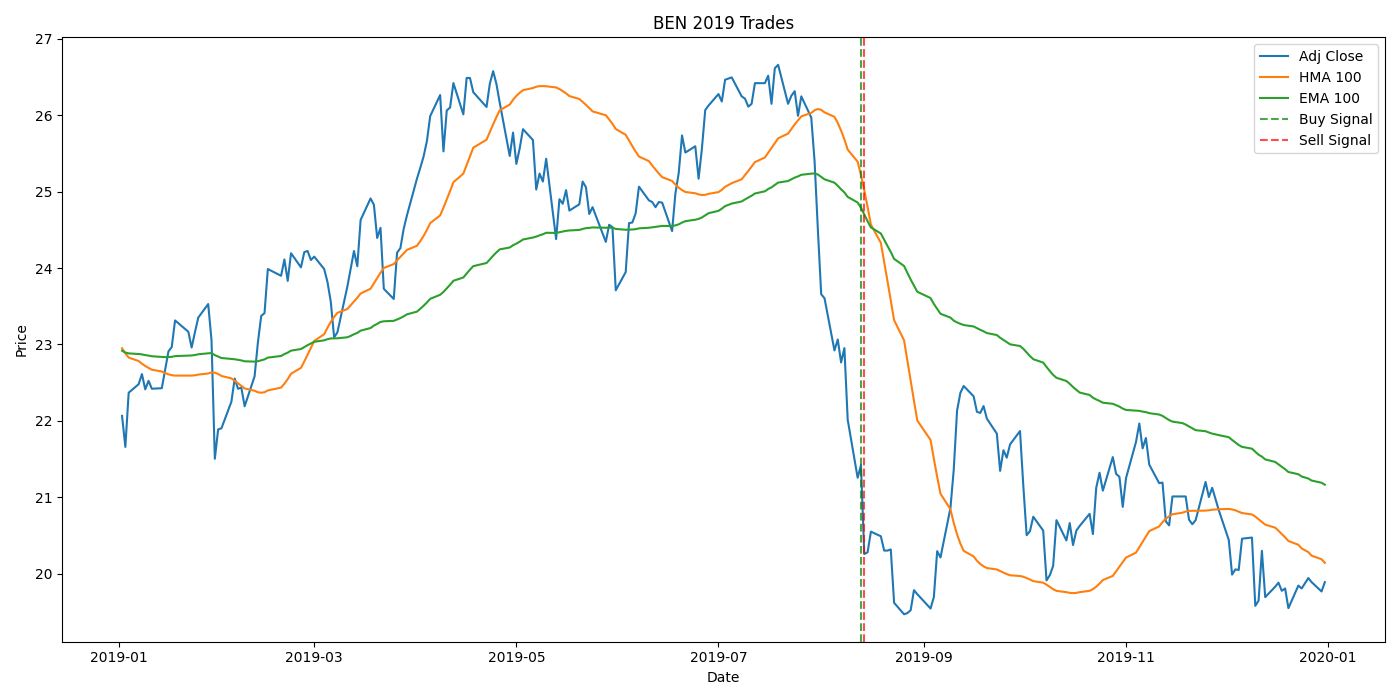 BEN 2019 Trades
27
26
25
24
23
22
21
20
Price
Adj Close
HMA 100
EMA 100
Buy Signal
Sell Signal
2019-01 2019-03 2019-05 2019-07 2019-09 2019-11 2020-01
Date